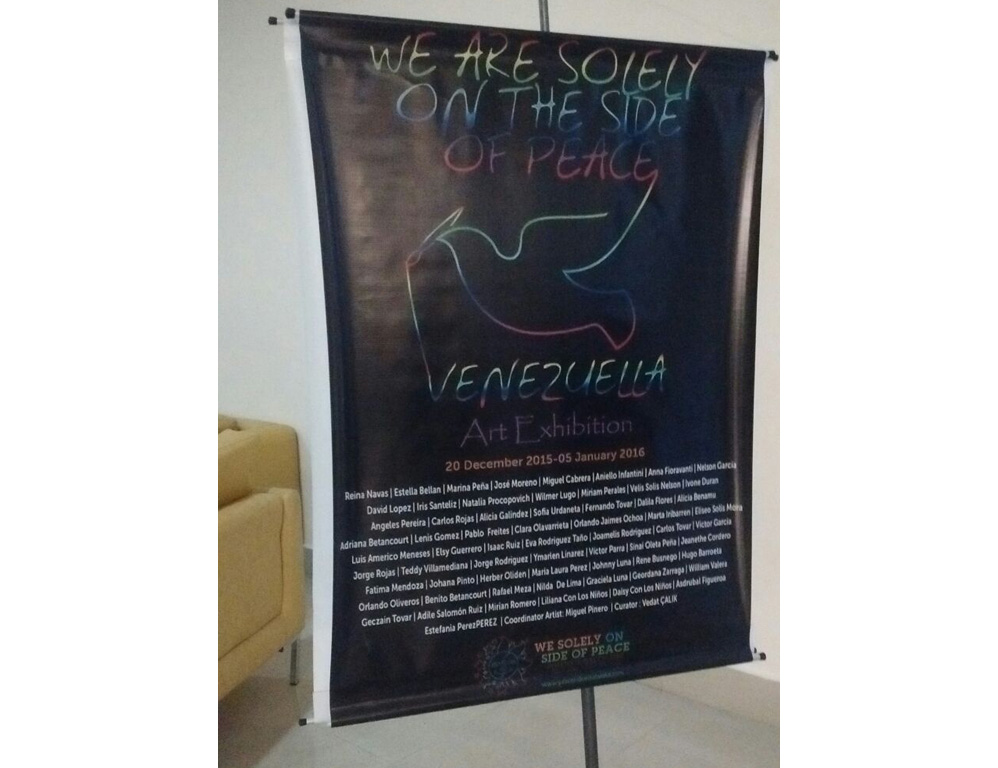 WE ARE SOLELY
ON THE SIDE
OF PEACE
VENEZUELLA
Art Exhibition
20 December 2015-05 January 2016
Reina Navas | Estella Bellan | Marina Peña | José Moreno | Miguel Cabrera | Aniello Infantini | Anna Fioravanti | Nelson Garcia
David Lopez | Iris Santeliz | Natalia Procopovich | Wilmer Lugo | Miriam Perales | Velis Solis Nelson | Ivone Duran
Angeles Pereira | Carlos Rojas | Alicia Galindez | Sofia Urdaneta | Fernando Tovar | Dalila Flores | Alicia Benamu
Adriana Betancourt | Lenis Gomez | Pablo Freites | Clara Olavarrieta | Orlando Jaimes Ochoa | Marta Iribarren | Eliseo Solis Mora
Luis Americo Meneses | Elsy Guerrero | Isaac Ruiz | Eva Rodriguez Taño | Joamelis Rodriguez | Carlos Tovar | Victor Garcia
Jorge Rojas | Teddy Villamediana | Jorge Rodriguez | Ymarlen Linarez | Victor Parra | Sinai Oleta Peña | Jeanethe Cordero
Fatima Mendoza | Johana Pinto | Herber Oliden | Maria Laura Perez | Johnny Luna | Rene Busnego | Hugo Barroeta
Orlando Oliveros | Benito Betancourt | Rafael Meza | Nilda De Lima | Graciela Luna | Geordana Zarraga | William Valera
Geczain Tovar | Adile Salomón Ruiz | Mirian Romero | Liliana Con Los Niños | Daisy Con Los Niños | Asdrubal Figueroa
Estefania PerezPEREZ | Coordinator Artist: Miguel Pinero | Curator : Vedat ÇALIK
WE SOLELY ON
SIDE OF PEACE